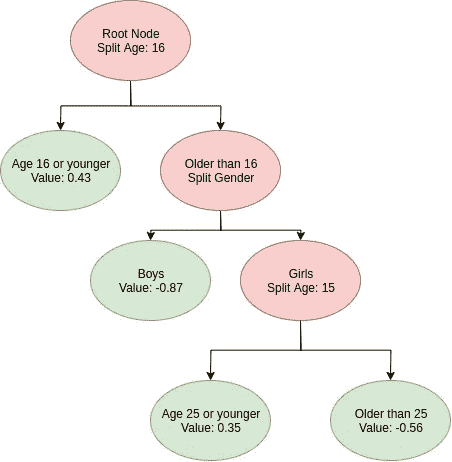 Root Node
Split Age: 16
Age 16 or younger
Value: 0.43
Older than 16
Split Gender
Boys
Value: -0.87
Girls
Split Age: 15
Age 25 or younger
Value: 0.35
Older than 25
Value: -0.56